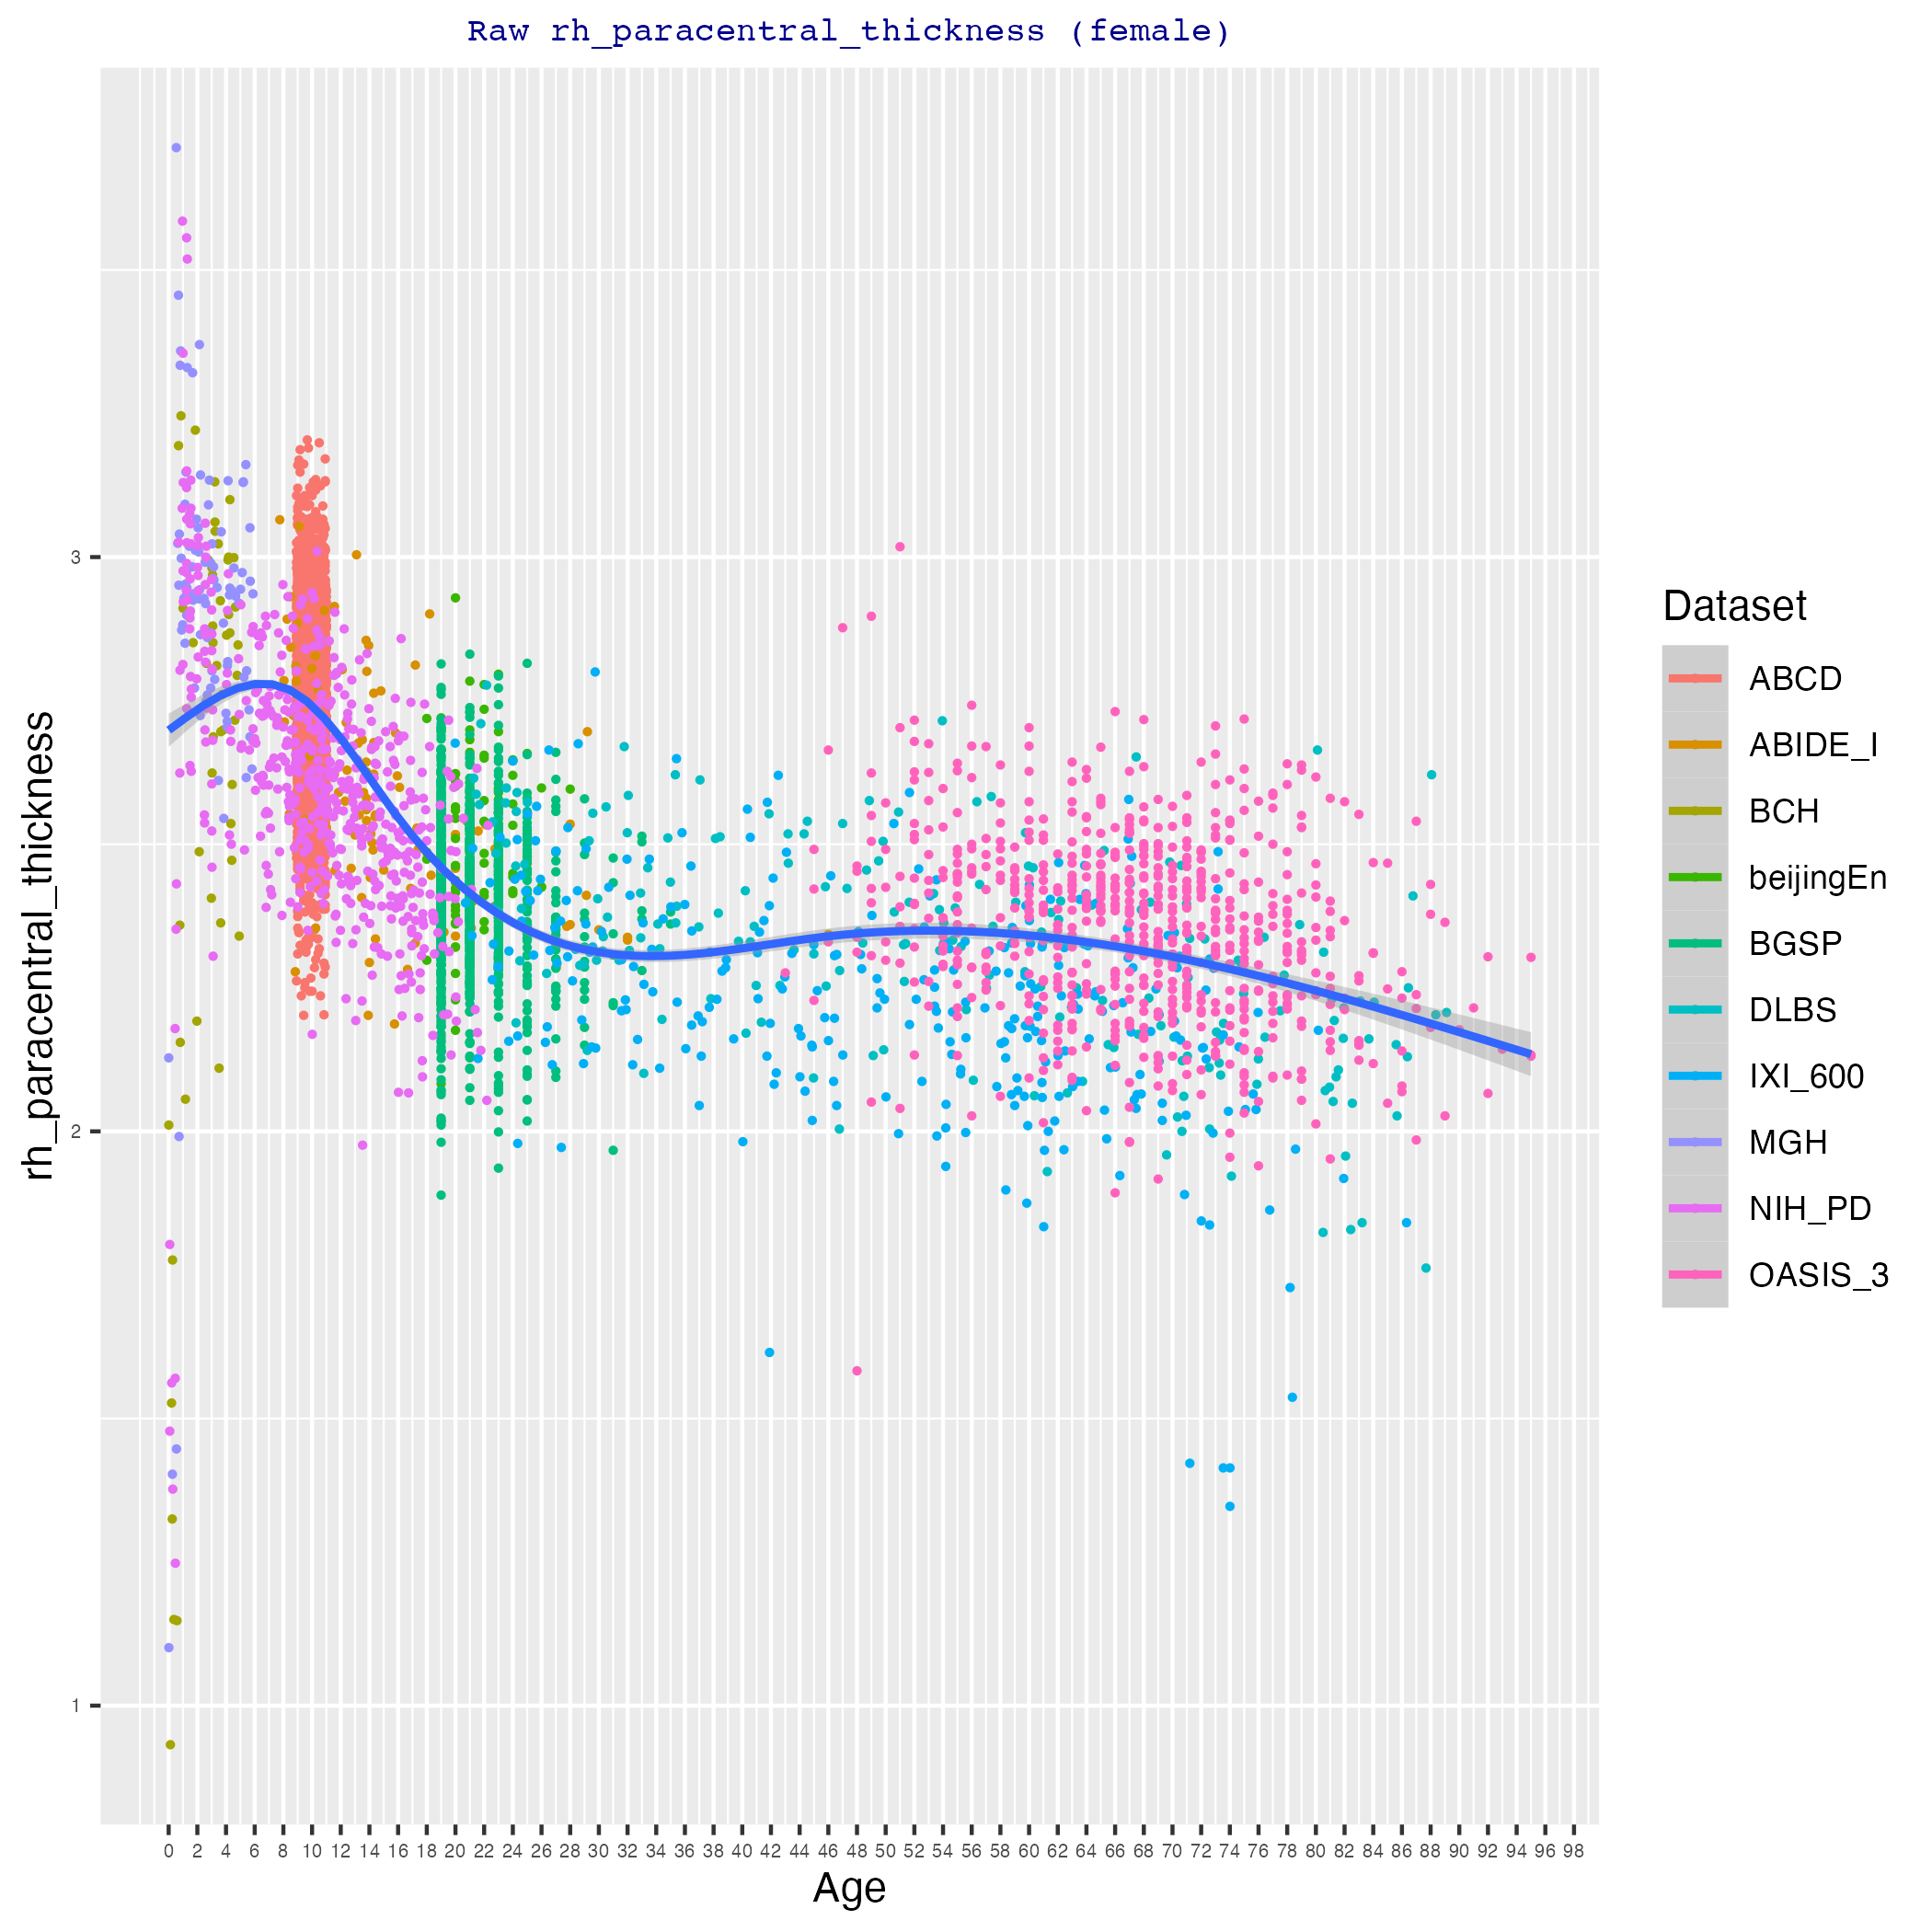 Raw rh_paracentral_thickness (female)
rh_paracentral_thickness
3
2
1
0 2 4 6 8 10 12 14 16 18 20 22 24 26 28 30 32 34 36 38 40 42 44 46 48 50 52 54 56 58 60 62 64 66 68 70 72 74 76 78 80 82 84 86 88 90 92 94 96 98
Age
Dataset
ABCD
ABIDE_I
BCH
beijingEn
BGSP
DLBS
IXI_600
MGH
NIH_PD
OASIS_3